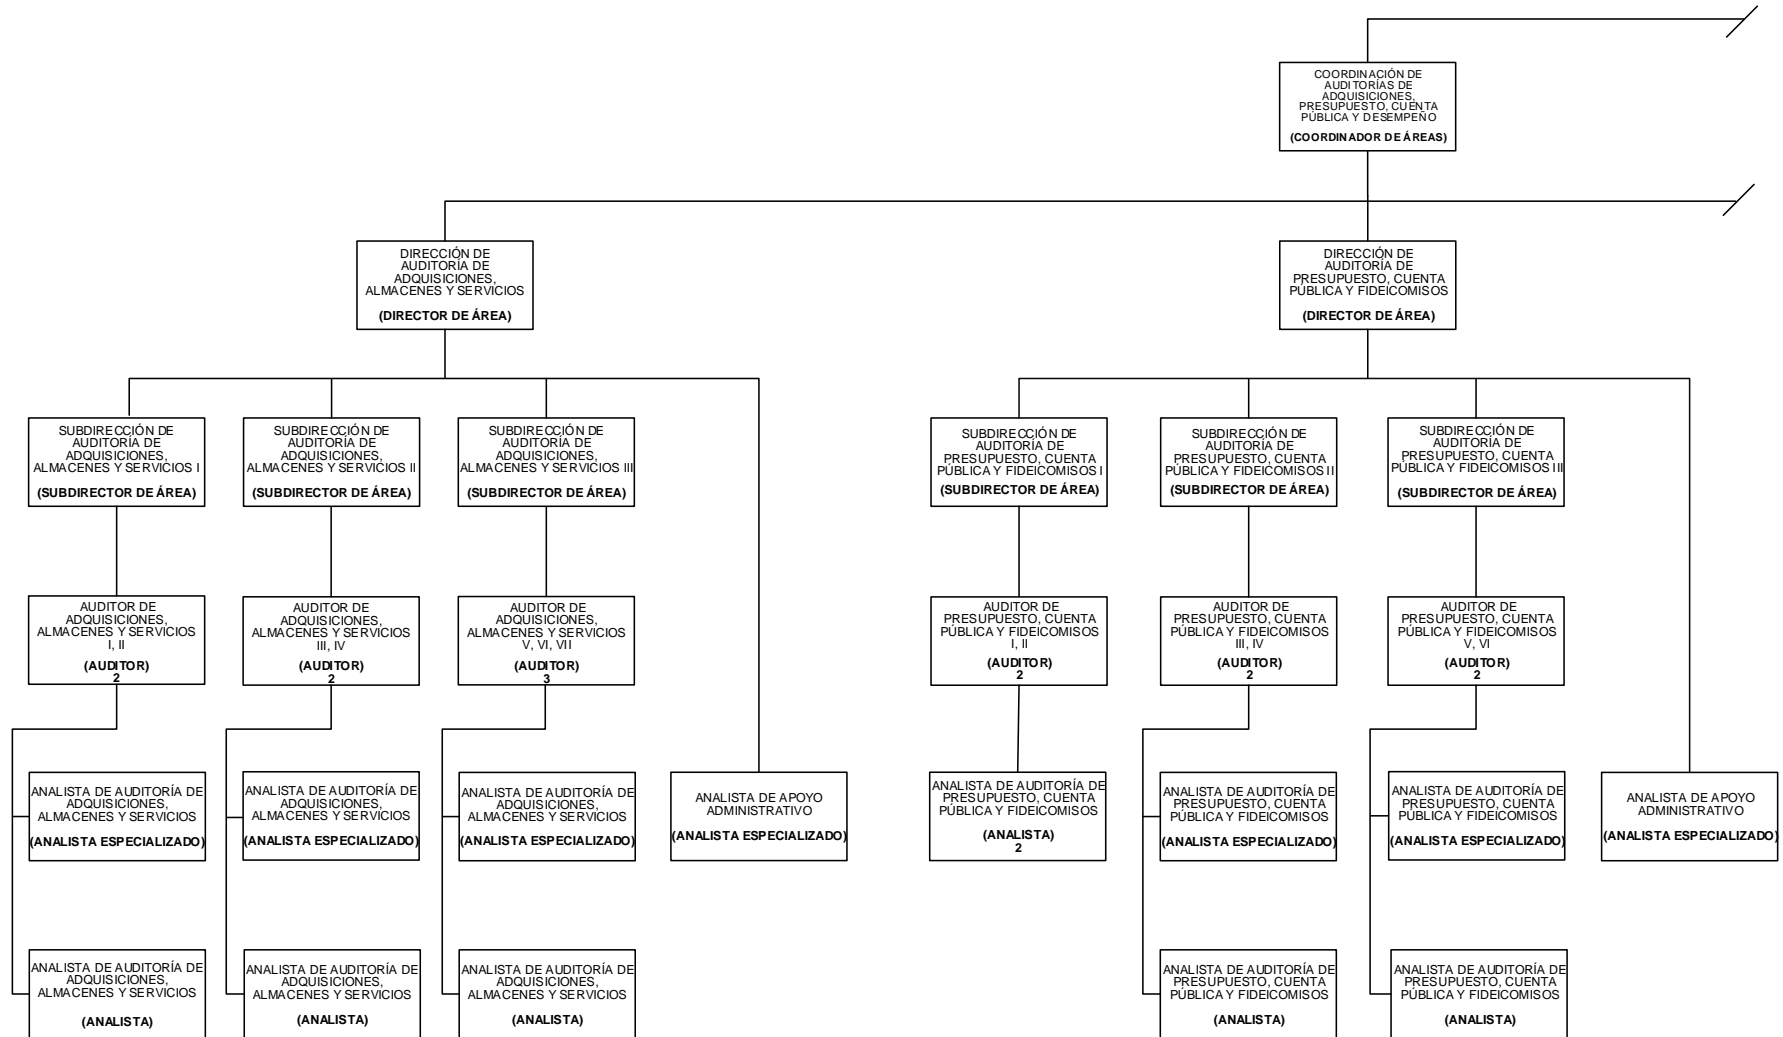 COORDINACIÓN DE
AUDITORÍAS DE
ADQUISICIONES,
PRESUPUESTO, CUENTA
PÚBLICA Y DESEMPEÑO
(COORDINADOR DE ÁREAS)
DIRECCIÓN DE
AUDITORÍA DE
ADQUISICIONES,
ALMACENES Y SERVICIOS
(DIRECTOR DE ÁREA)
DIRECCIÓN DE
AUDITORÍA DE
PRESUPUESTO, CUENTA
PÚBLICA Y FIDEICOMISOS
(DIRECTOR DE ÁREA)
SUBDIRECCIÓN DE
AUDITORÍA DE
ADQUISICIONES,
ALMACENES Y SERVICIOS I
(SUBDIRECTOR DE ÁREA)
SUBDIRECCIÓN DE
AUDITORÍA DE
ADQUISICIONES,
ALMACENES Y SERVICIOS II
(SUBDIRECTOR DE ÁREA)
SUBDIRECCIÓN DE
AUDITORÍA DE
ADQUISICIONES,
ALMACENES Y SERVICIOS III
(SUBDIRECTOR DE ÁREA)
SUBDIRECCIÓN DE
AUDITORÍA DE
PRESUPUESTO, CUENTA
PÚBLICA Y FIDEICOMISOS I
(SUBDIRECTOR DE ÁREA)
SUBDIRECCIÓN DE
AUDITORÍA DE
PRESUPUESTO, CUENTA
PÚBLICA Y FIDEICOMISOS II
(SUBDIRECTOR DE ÁREA)
SUBDIRECCIÓN DE
AUDITORÍA DE
PRESUPUESTO, CUENTA
PÚBLICA Y FIDEICOMISOS III
(SUBDIRECTOR DE ÁREA)
AUDITOR DE
ADQUISICIONES,
ALMACENES Y SERVICIOS
I, II
(AUDITOR)
2
AUDITOR DE
ADQUISICIONES,
ALMACENES Y SERVICIOS
III, IV
(AUDITOR)
2
AUDITOR DE
ADQUISICIONES,
ALMACENES Y SERVICIOS
V, VI, VII
(AUDITOR)
3
AUDITOR DE
PRESUPUESTO, CUENTA
PÚBLICA Y FIDEICOMISOS
I, II
(AUDITOR)
2
AUDITOR DE
PRESUPUESTO, CUENTA
PÚBLICA Y FIDEICOMISOS
III, IV
(AUDITOR)
2
AUDITOR DE
PRESUPUESTO, CUENTA
PÚBLICA Y FIDEICOMISOS
V, VI
(AUDITOR)
2
ANALISTA DE AUDITORÍA DE
ADQUISICIONES,
ALMACENES Y SERVICIOS
(ANALISTA ESPECIALIZADO)
ANALISTA DE AUDITORÍA DE
ADQUISICIONES,
ALMACENES Y SERVICIOS
(ANALISTA ESPECIALIZADO)
ANALISTA DE AUDITORÍA DE
ADQUISICIONES,
ALMACENES Y SERVICIOS
(ANALISTA ESPECIALIZADO)
ANALISTA DE APOYO
ADMINISTRATIVO
(ANALISTA ESPECIALIZADO)
ANALISTA DE AUDITORÍA DE
PRESUPUESTO, CUENTA
PÚBLICA Y FIDEICOMISOS
(ANALISTA)
2
ANALISTA DE AUDITORÍA DE
PRESUPUESTO, CUENTA
PÚBLICA Y FIDEICOMISOS
(ANALISTA ESPECIALIZADO)
ANALISTA DE AUDITORÍA DE
PRESUPUESTO, CUENTA
PÚBLICA Y FIDEICOMISOS
(ANALISTA ESPECIALIZADO)
ANALISTA DE APOYO
ADMINISTRATIVO
(ANALISTA ESPECIALIZADO)
ANALISTA DE AUDITORÍA DE
ADQUISICIONES,
ALMACENES Y SERVICIOS
(ANALISTA)
ANALISTA DE AUDITORÍA DE
ADQUISICIONES,
ALMACENES Y SERVICIOS
(ANALISTA)
ANALISTA DE AUDITORÍA DE
ADQUISICIONES,
ALMACENES Y SERVICIOS
(ANALISTA)
ANALISTA DE AUDITORÍA DE
PRESUPUESTO, CUENTA
PÚBLICA Y FIDEICOMISOS
(ANALISTA)
ANALISTA DE AUDITORÍA DE
PRESUPUESTO, CUENTA
PÚBLICA Y FIDEICOMISOS
(ANALISTA)